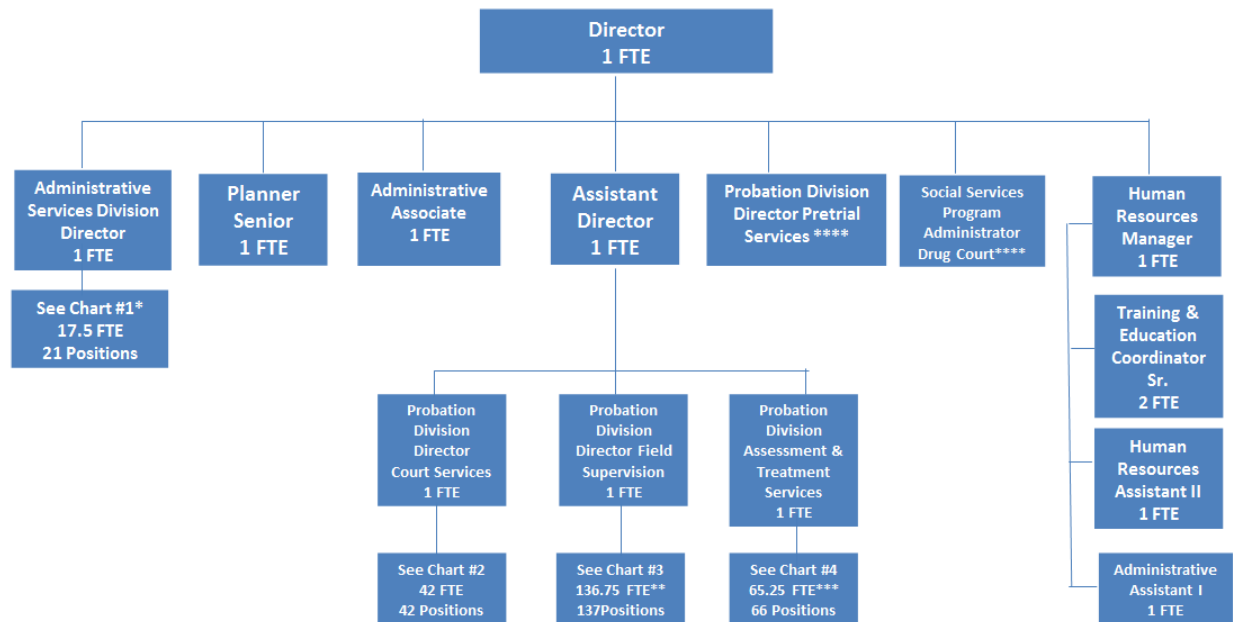 Director
1 FTE
Administrative
Services Division
Director
1 FTE
Planner
Senior
1 FTE
Administrative
Associate
1 FTE
Assistant
Director
1 FTE
Probation Division
Director Pretrial
Services ****
Social Services
Program
Administrator
Drug Court****
Human
Resources
Manager
1 FTE
See Chart #1*
17.5 FTE
21 Positions
Training &
Education
Coordinator
Sr.
2 FTE
Probation
Division
Director
Court Services
1 FTE
Probation
Division
Director Field
Supervision
1 FTE
Probation
Division
Assessment &
Treatment
Services
1 FTE
Human
Resources
Assistant II
1 FTE
See Chart #2
42 FTE
42 Positions
See Chart #3
136.75 FTE**
137Positions
See Chart #4
65.25 FTE***
66 Positions
Administrative
Assistant I
1 FTE